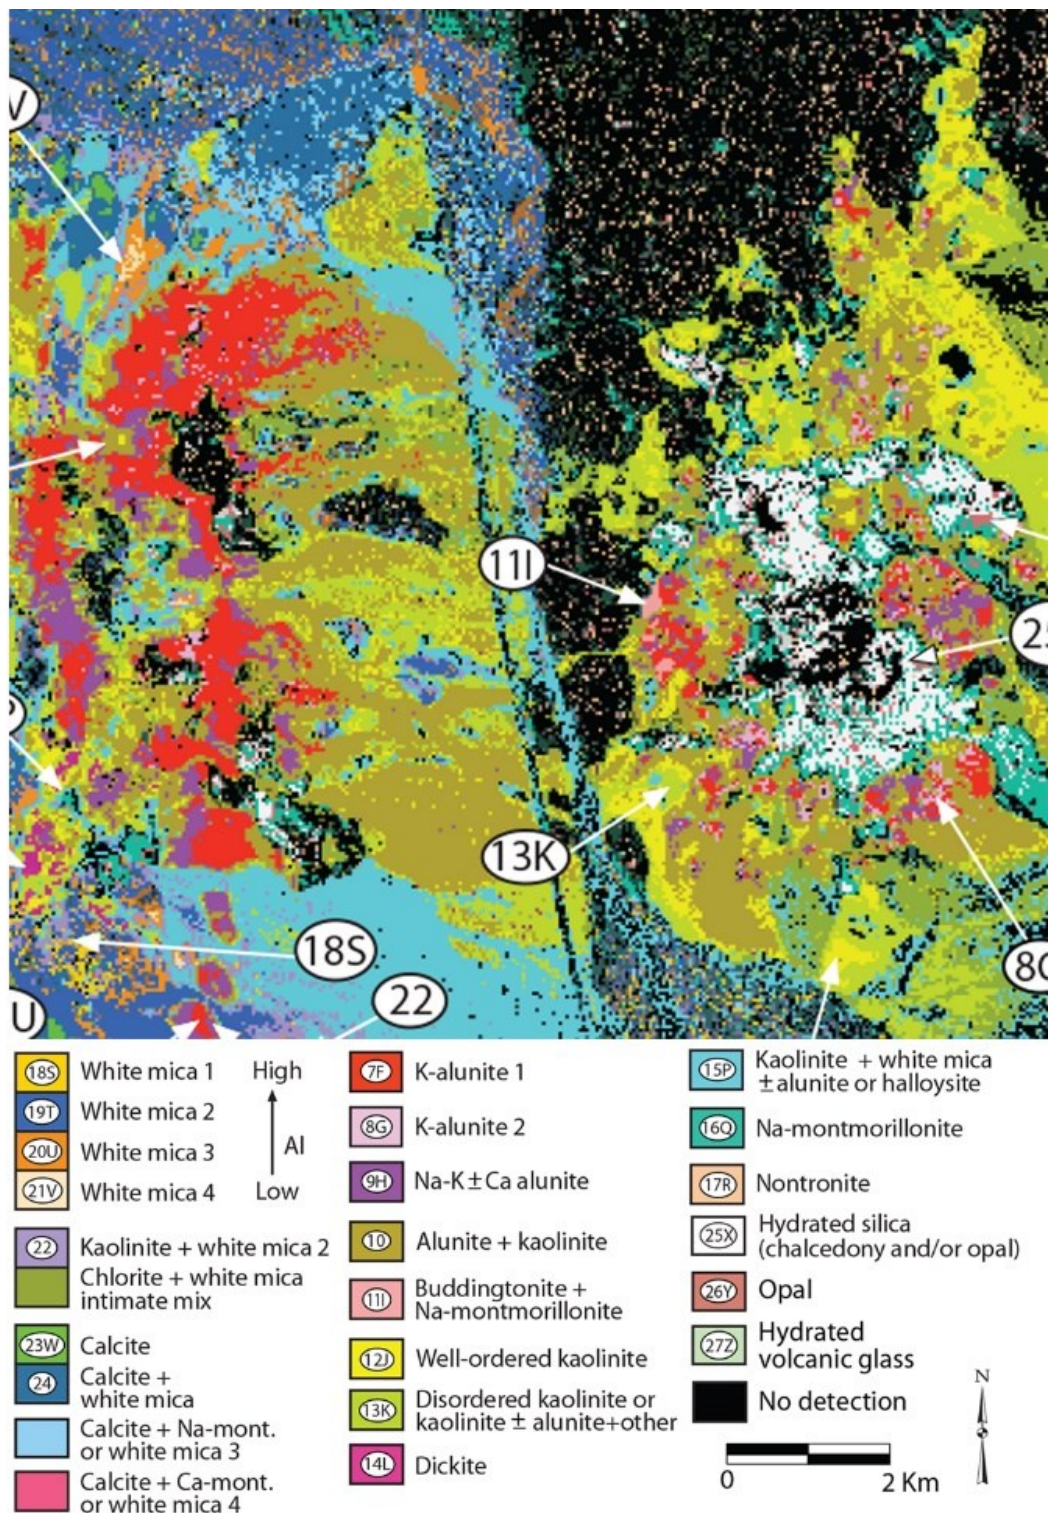 V
11I
25
P
13K
18S
8G
22
U
18S White mica 1
19T White mica 2
20U White mica 3
21V White mica 4
High
Al
Low
22 Kaolinite + white mica 2
Chlorite + white mica
intimate mix
23W Calcite
24 Calcite +
white mica
Calcite + Na-mont.
or white mica 3
Calcite + Ca-mont.
or white mica 4
7F K-alunite 1
8G K-alunite 2
9H Na-K ± Ca alunite
10 Alunite + kaolinite
11I Buddingtonite +
Na-montmorillonite
12J Well-ordered kaolinite
13K Disordered kaolinite or
kaolinite ± alunite+other
14L Dickite
15P Kaolinite + white mica
± alunite or halloysite
16Q Na-montmorillonite
17R Nontronite
25X Hydrated silica
(chalcedony and/or opal)
26Y Opal
27Z Hydrated
volcanic glass
No detection
N
0 2 Km